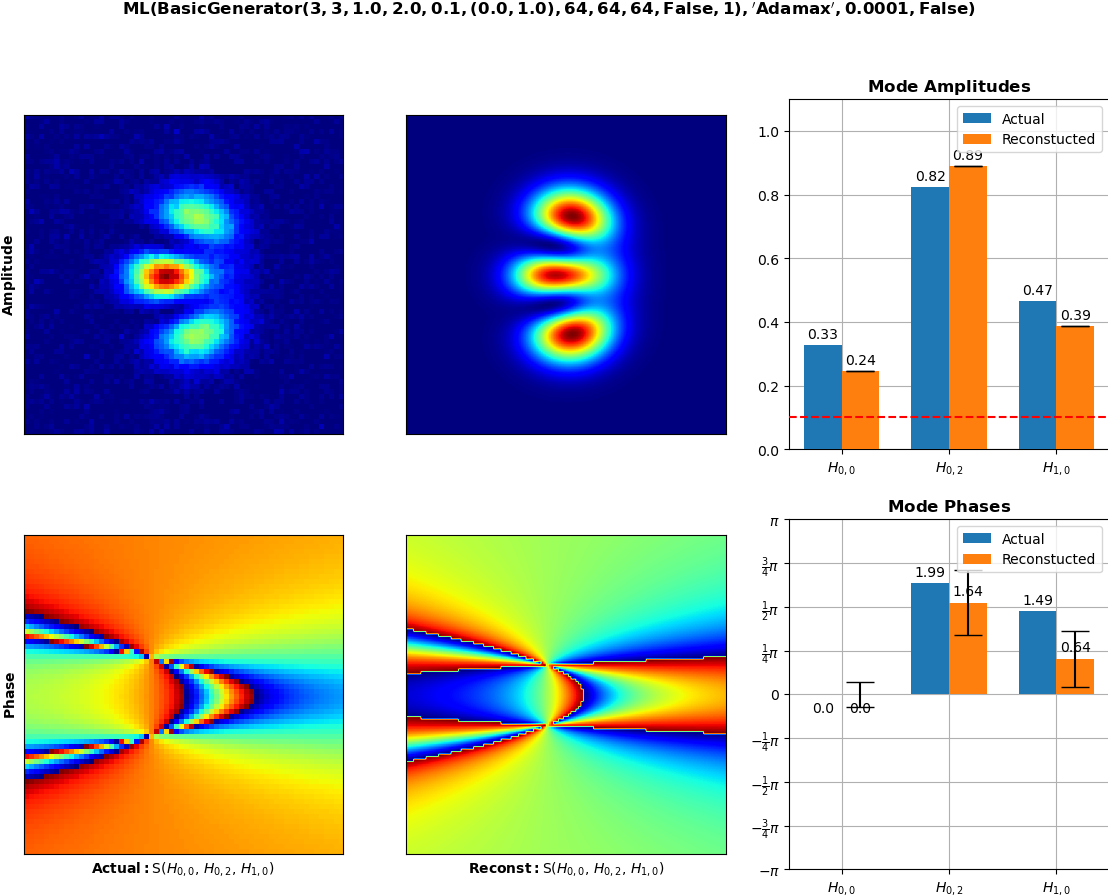 ML(BasicGenerator(3, 3, 1.0, 2.0, 0.1, (0.0, 1.0), 64, 64, 64, False, 1), ′Adamax′, 0.0001, False)
Amplitude
Mode Amplitudes
Actual
Reconstucted
1.0
0.8
0.6
0.4
0.2
0.0
0.33
0.24
0.82
0.89
0.47
0.39
H0,0
H0,2
H1,0
Phase
Actual: S(H0,0, H0,2, H1,0)
Reconst: S(H0,0, H0,2, H1,0)
Mode Phases
Actual
Reconstucted
π
3/4π
1/2π
1/4π
0
−1/4π
−1/2π
−3/4π
−π
0.0
0.0
1.99
1.64
1.49
0.64
H0,0
H0,2
H1,0